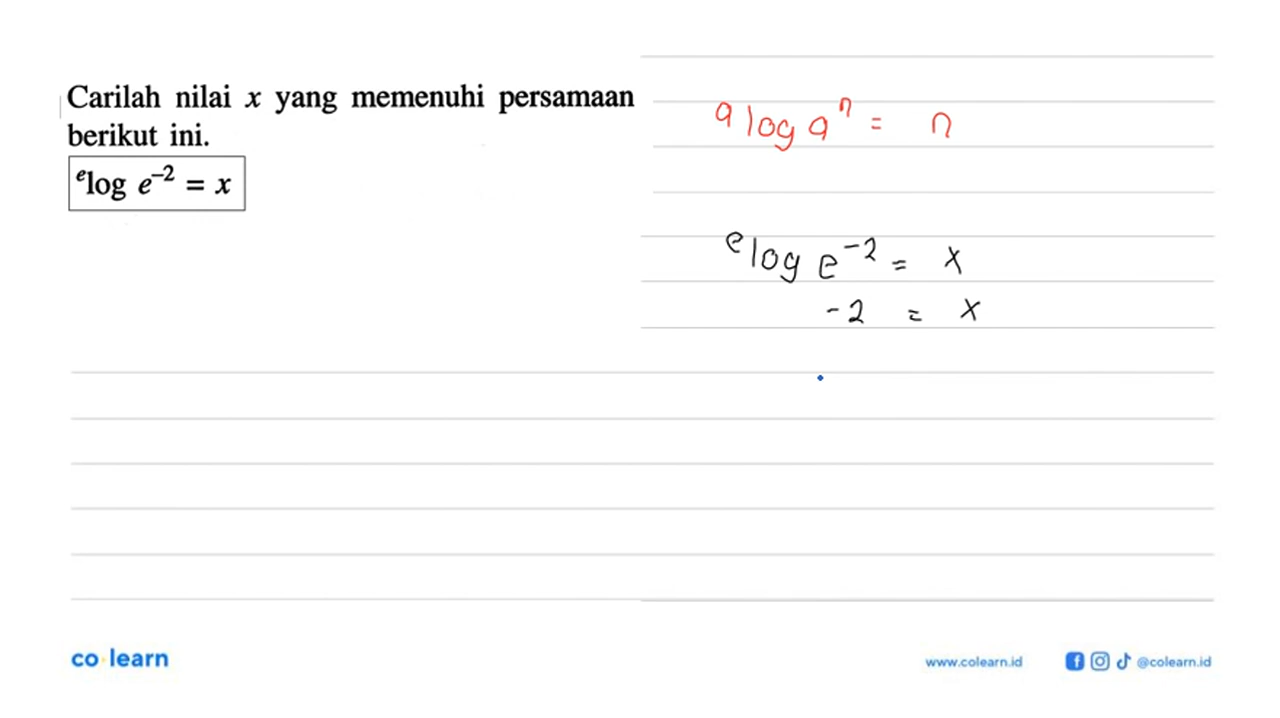 Carilah nilai x yang memenuhi persamaan
berikut ini.
ᵉlog e⁻² = x
ᵃlog aⁿ = n
ᵉlog e⁻² = x
-2 = x
co·learn
www.colearn.id
@colearn.id